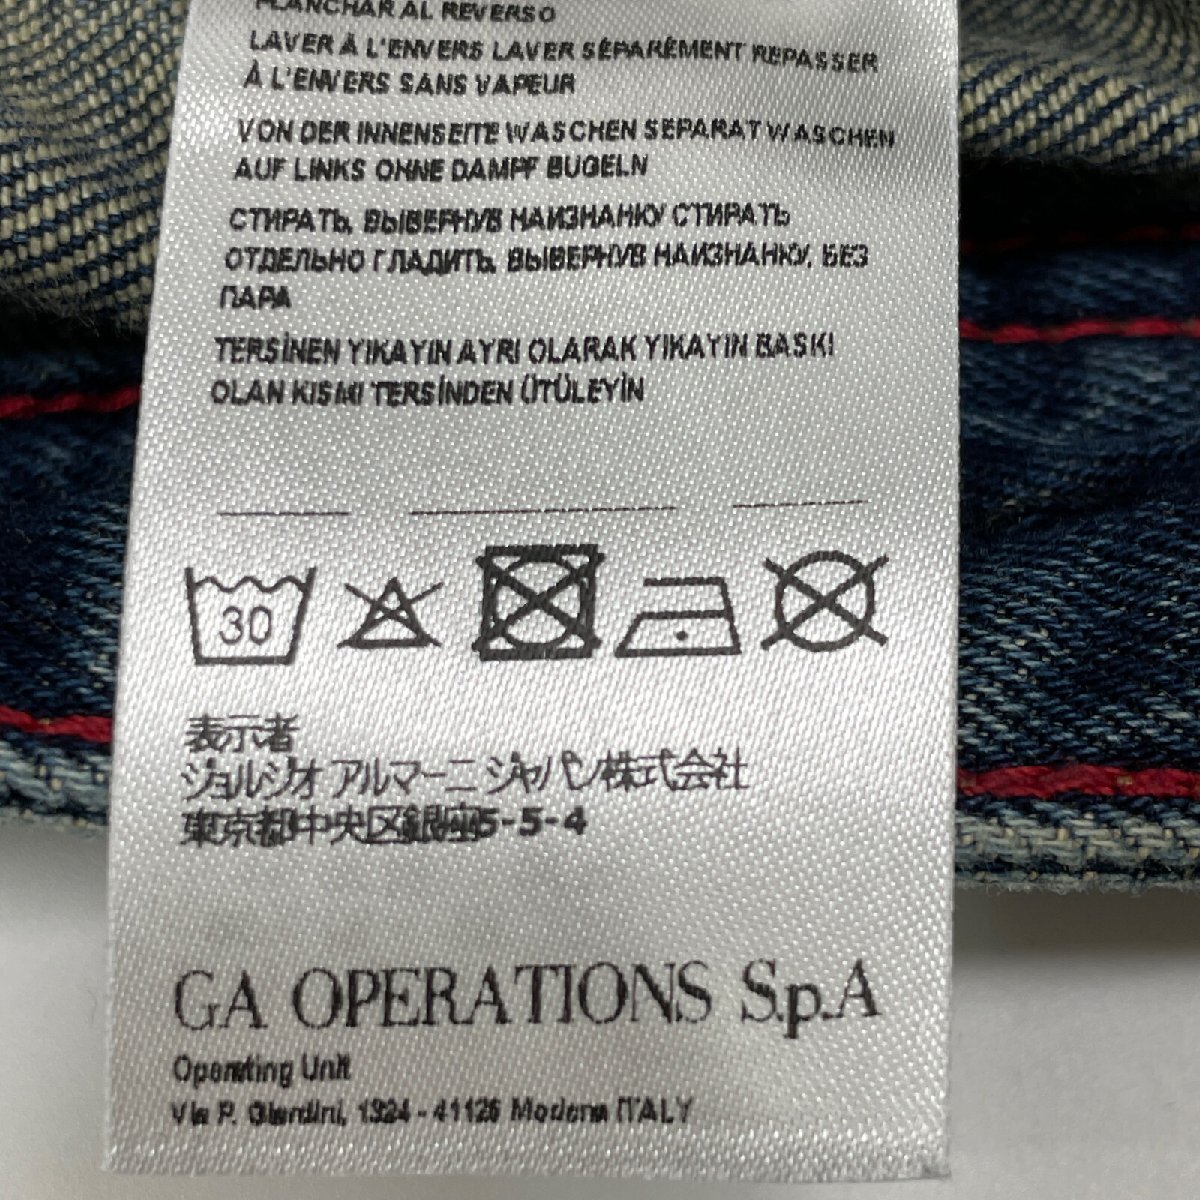 PLANCHAR AL REVERSO
LAVER À L'ENVERS LAVER SÉPARÉMENT REPASSER
À L'ENVERS SANS VAPEUR
VON DER INNENSEITE WASCHEN SEPARAT WASCHEN
AUF LINKS OHNE DAMPF BUGELN
СТИРАТЬ, ВЫВЕРНУВ НАИЗНАНКУ СТИРАТЬ
ОТДЕЛЬНО ГЛАДИТЬ, ВЫВЕРНУВ НАИЗНАНКУ, БЕЗ
ПАРА
TERSİNEN YIKAYIN AYRI OLARAK YIKAYIN BASKI
OLAN KISMI TERSİNDEN ÜTÜLEYİN
30
表示者
ジョルジオ アルマーニ ジャパン株式会社
東京都中央区銀座5-5-4
GA OPERATIONS S.p.A
Operating Unit
Via P. Giardini, 1324 - 41126 Modena ITALY